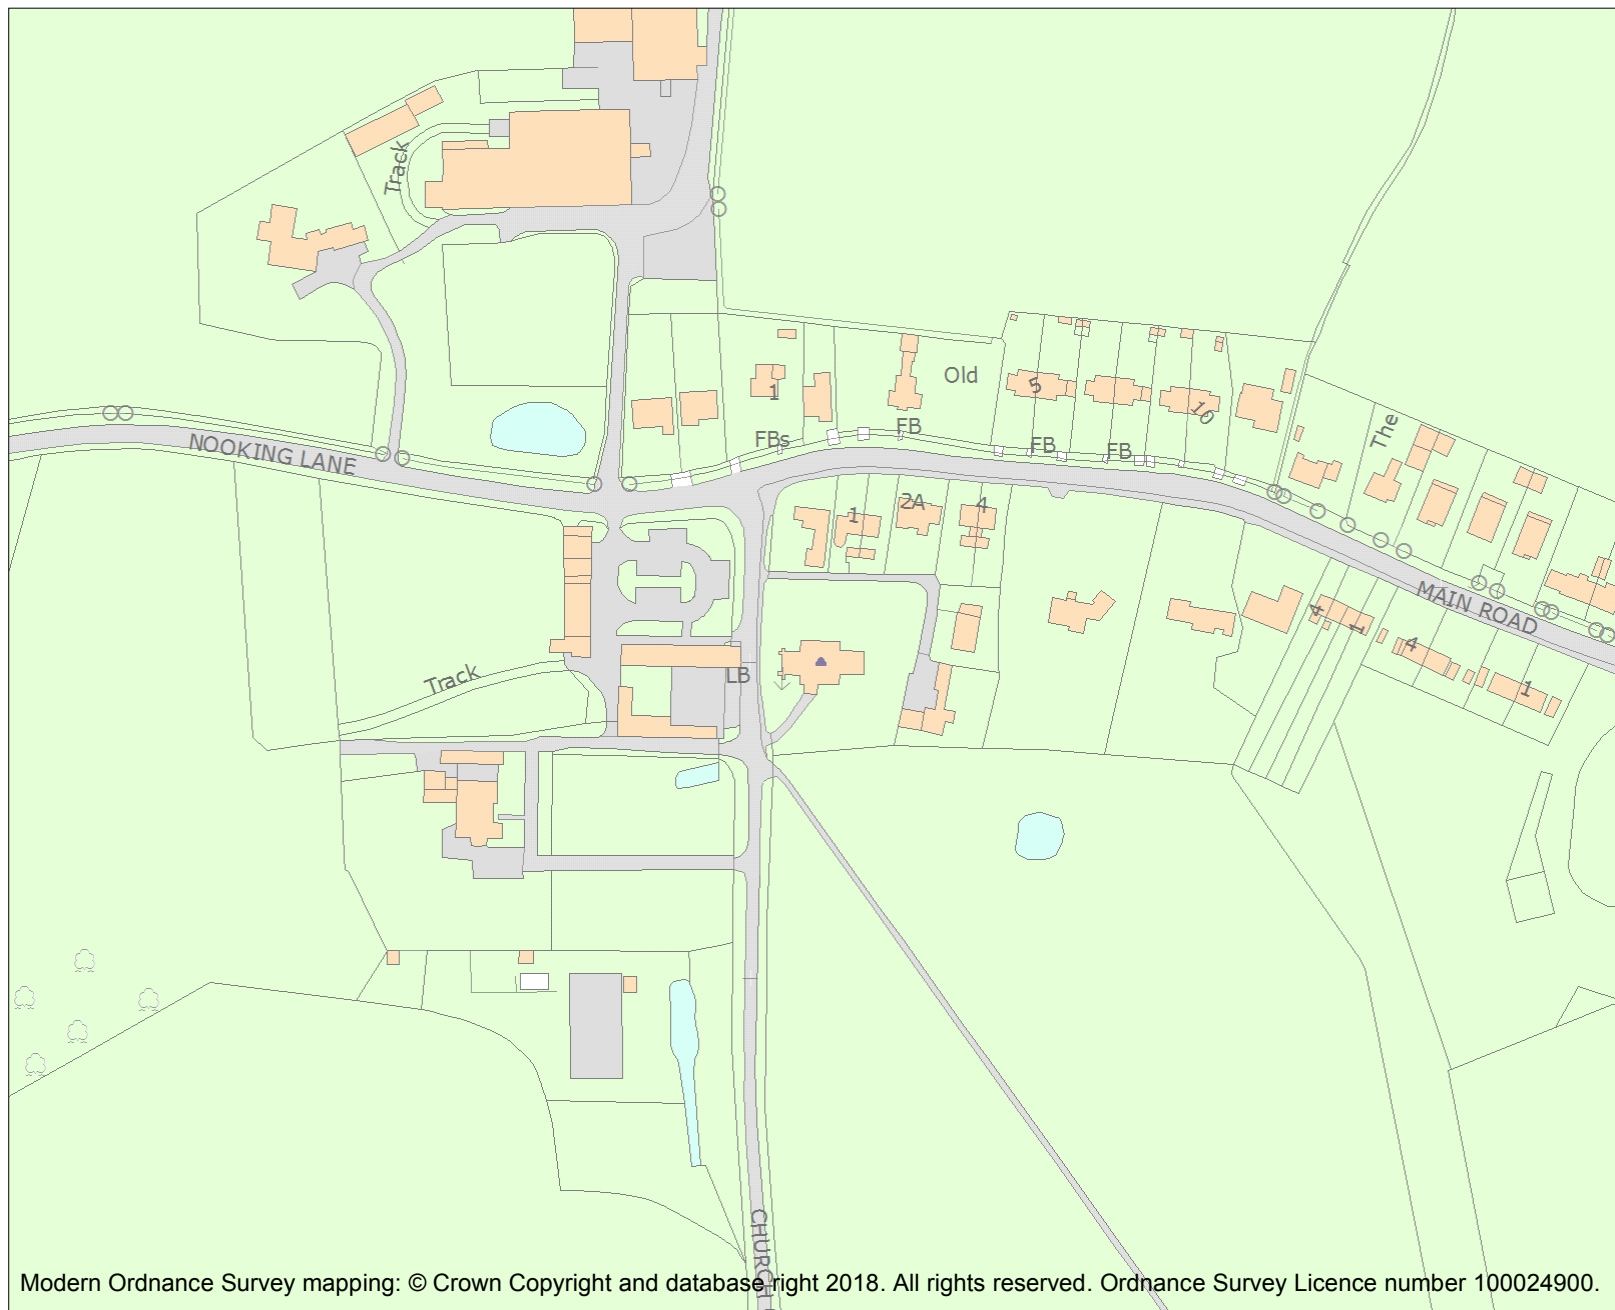 Track
Old
5
1
10
The
FBs
FB
FB
FB
NOOKING LANE
1
2A
4
MAIN ROAD
4
1
4
1
LB
Track
CHURCH
Modern Ordnance Survey mapping: © Crown Copyright and database right 2018. All rights reserved. Ordnance Survey Licence number 100024900.